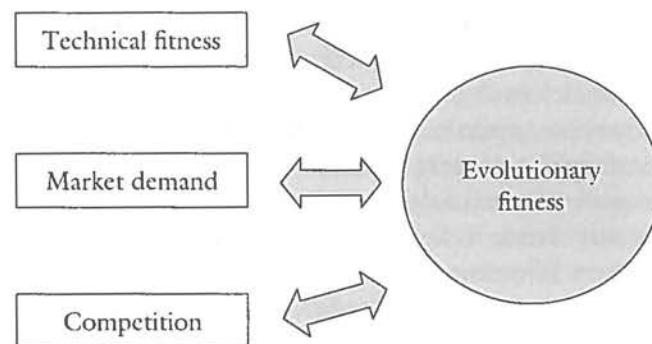 Technical fitness
Market demand
Evolutionary
fitness
Competition